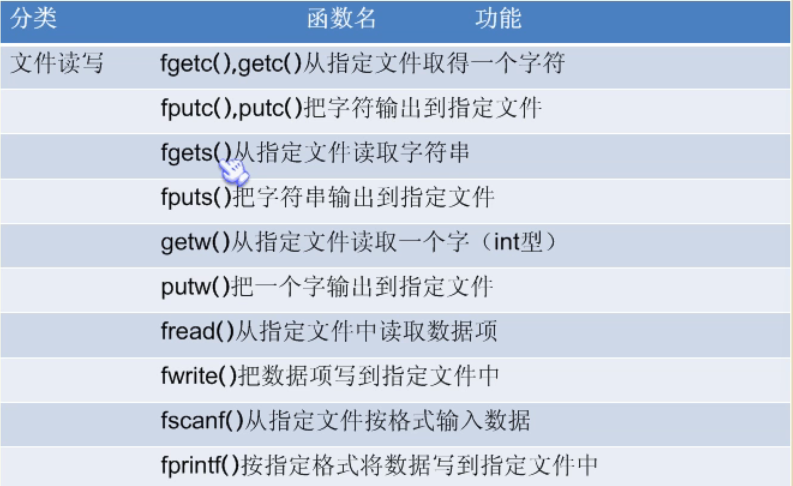 分类 函数名 功能
文件读写 fgetc(),getc()从指定文件取得一个字符
fputc(),putc()把字符输出到指定文件
fgets()从指定文件读取字符串
fputs()把字符串输出到指定文件
getw()从指定文件读取一个字（int型）
putw()把一个字输出到指定文件
fread()从指定文件中读取数据项
fwrite()把数据项写到指定文件中
fscanf()从指定文件按格式输入数据
fprintf()按指定格式将数据写到指定文件中